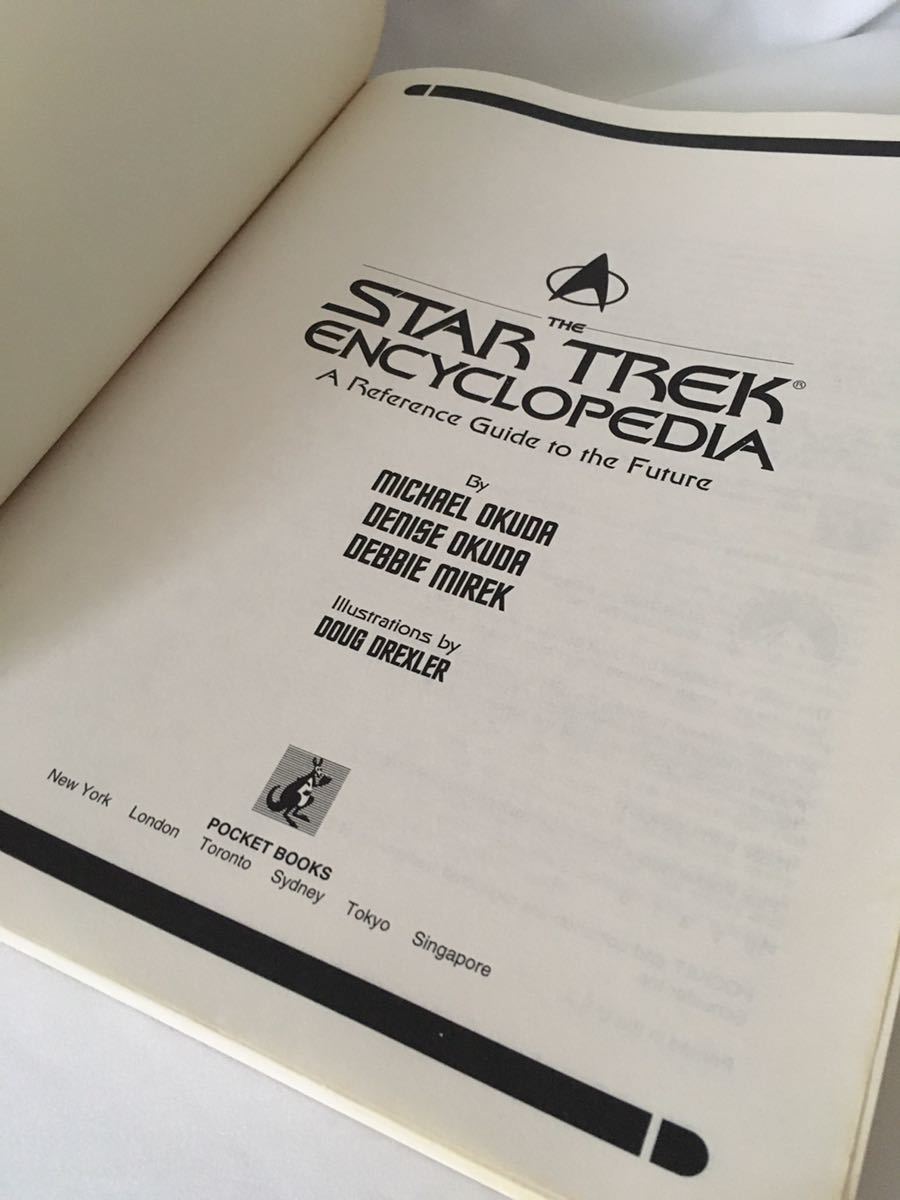 THE
STAR TREK®
ENCYCLOPEDIA
A Reference Guide to the Future
By
MICHAEL OKUDA
DENISE OKUDA
DEBBIE MIREK
Illustrations by
DOUG DREXLER
POCKET BOOKS
New York London Toronto Sydney Tokyo Singapore